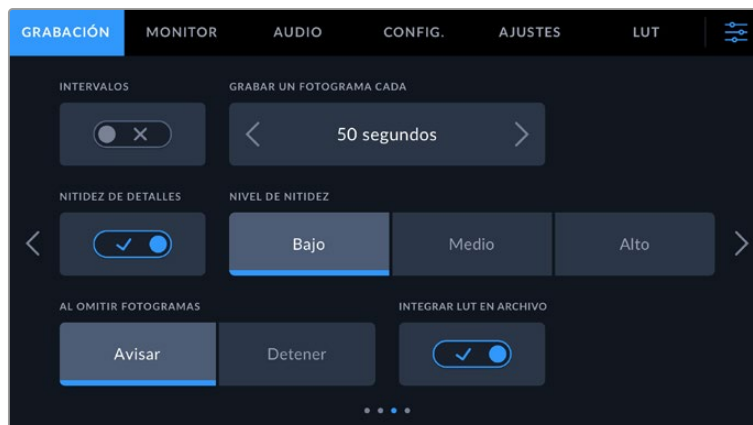 GRABACIÓN MONITOR AUDIO CONFIG. AJUSTES LUT
INTERVALOS GRABAR UN FOTOGRAMA CADA
50 segundos
NITIDEZ DE DETALLES NIVEL DE NITIDEZ
Bajo Medio Alto
AL OMITIR FOTOGRAMAS INTEGRAR LUT EN ARCHIVO
Avisar Detener